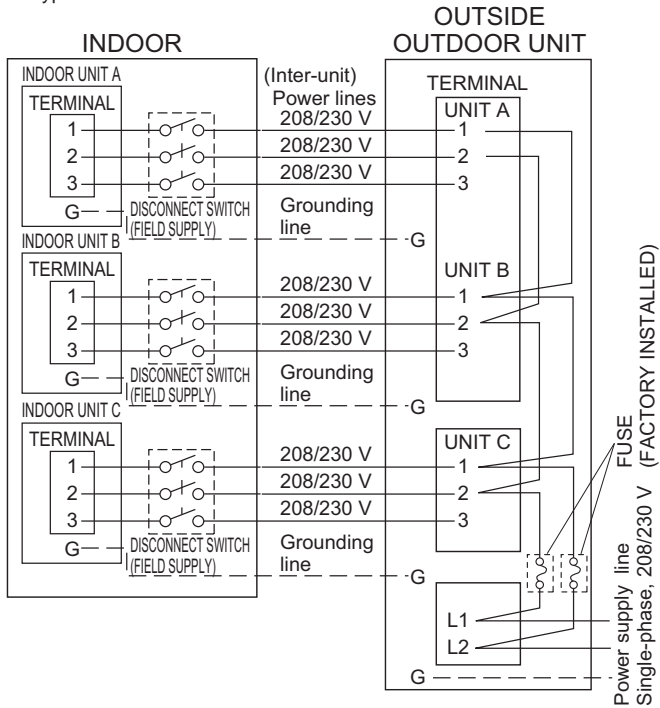 OUTSIDE
INDOOR
OUTDOOR UNIT
INDOOR UNIT A
TERMINAL
1
2
3
G
DISCONNECT SWITCH
(FIELD SUPPLY)
(Inter-unit)
Power lines
208/230 V
208/230 V
208/230 V
Grounding
line
TERMINAL
UNIT A
1
2
3
G
INDOOR UNIT B
TERMINAL
1
2
3
G
DISCONNECT SWITCH
(FIELD SUPPLY)
208/230 V
208/230 V
208/230 V
Grounding
line
UNIT B
1
2
3
G
INDOOR UNIT C
TERMINAL
1
2
3
G
DISCONNECT SWITCH
(FIELD SUPPLY)
208/230 V
208/230 V
208/230 V
Grounding
line
UNIT C
1
2
3
G
L1
L2
G
FUSE
(FACTORY INSTALLED)
Power supply line
Single-phase, 208/230 V